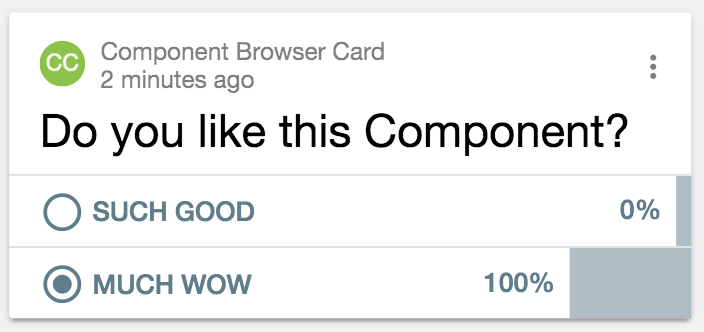 CC
Component Browser Card
2 minutes ago
Do you like this Component?
SUCH GOOD 0%
MUCH WOW 100%